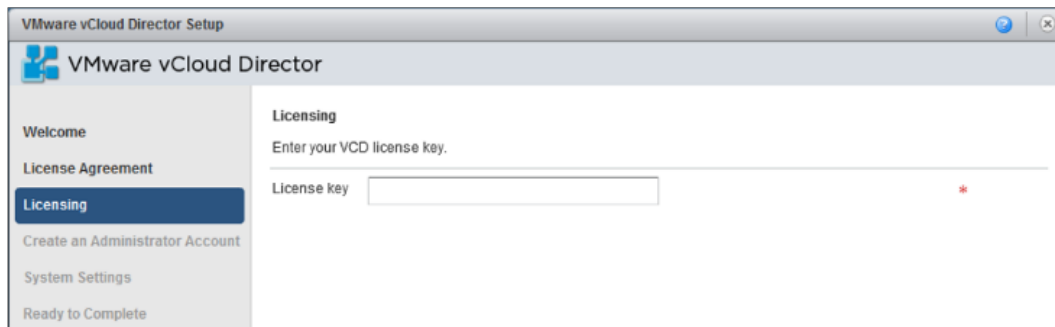 VMware vCloud Director Setup
VMware vCloud Director
Welcome
License Agreement
Licensing
Create an Administrator Account
System Settings
Ready to Complete
Licensing
Enter your VCD license key.
License key *